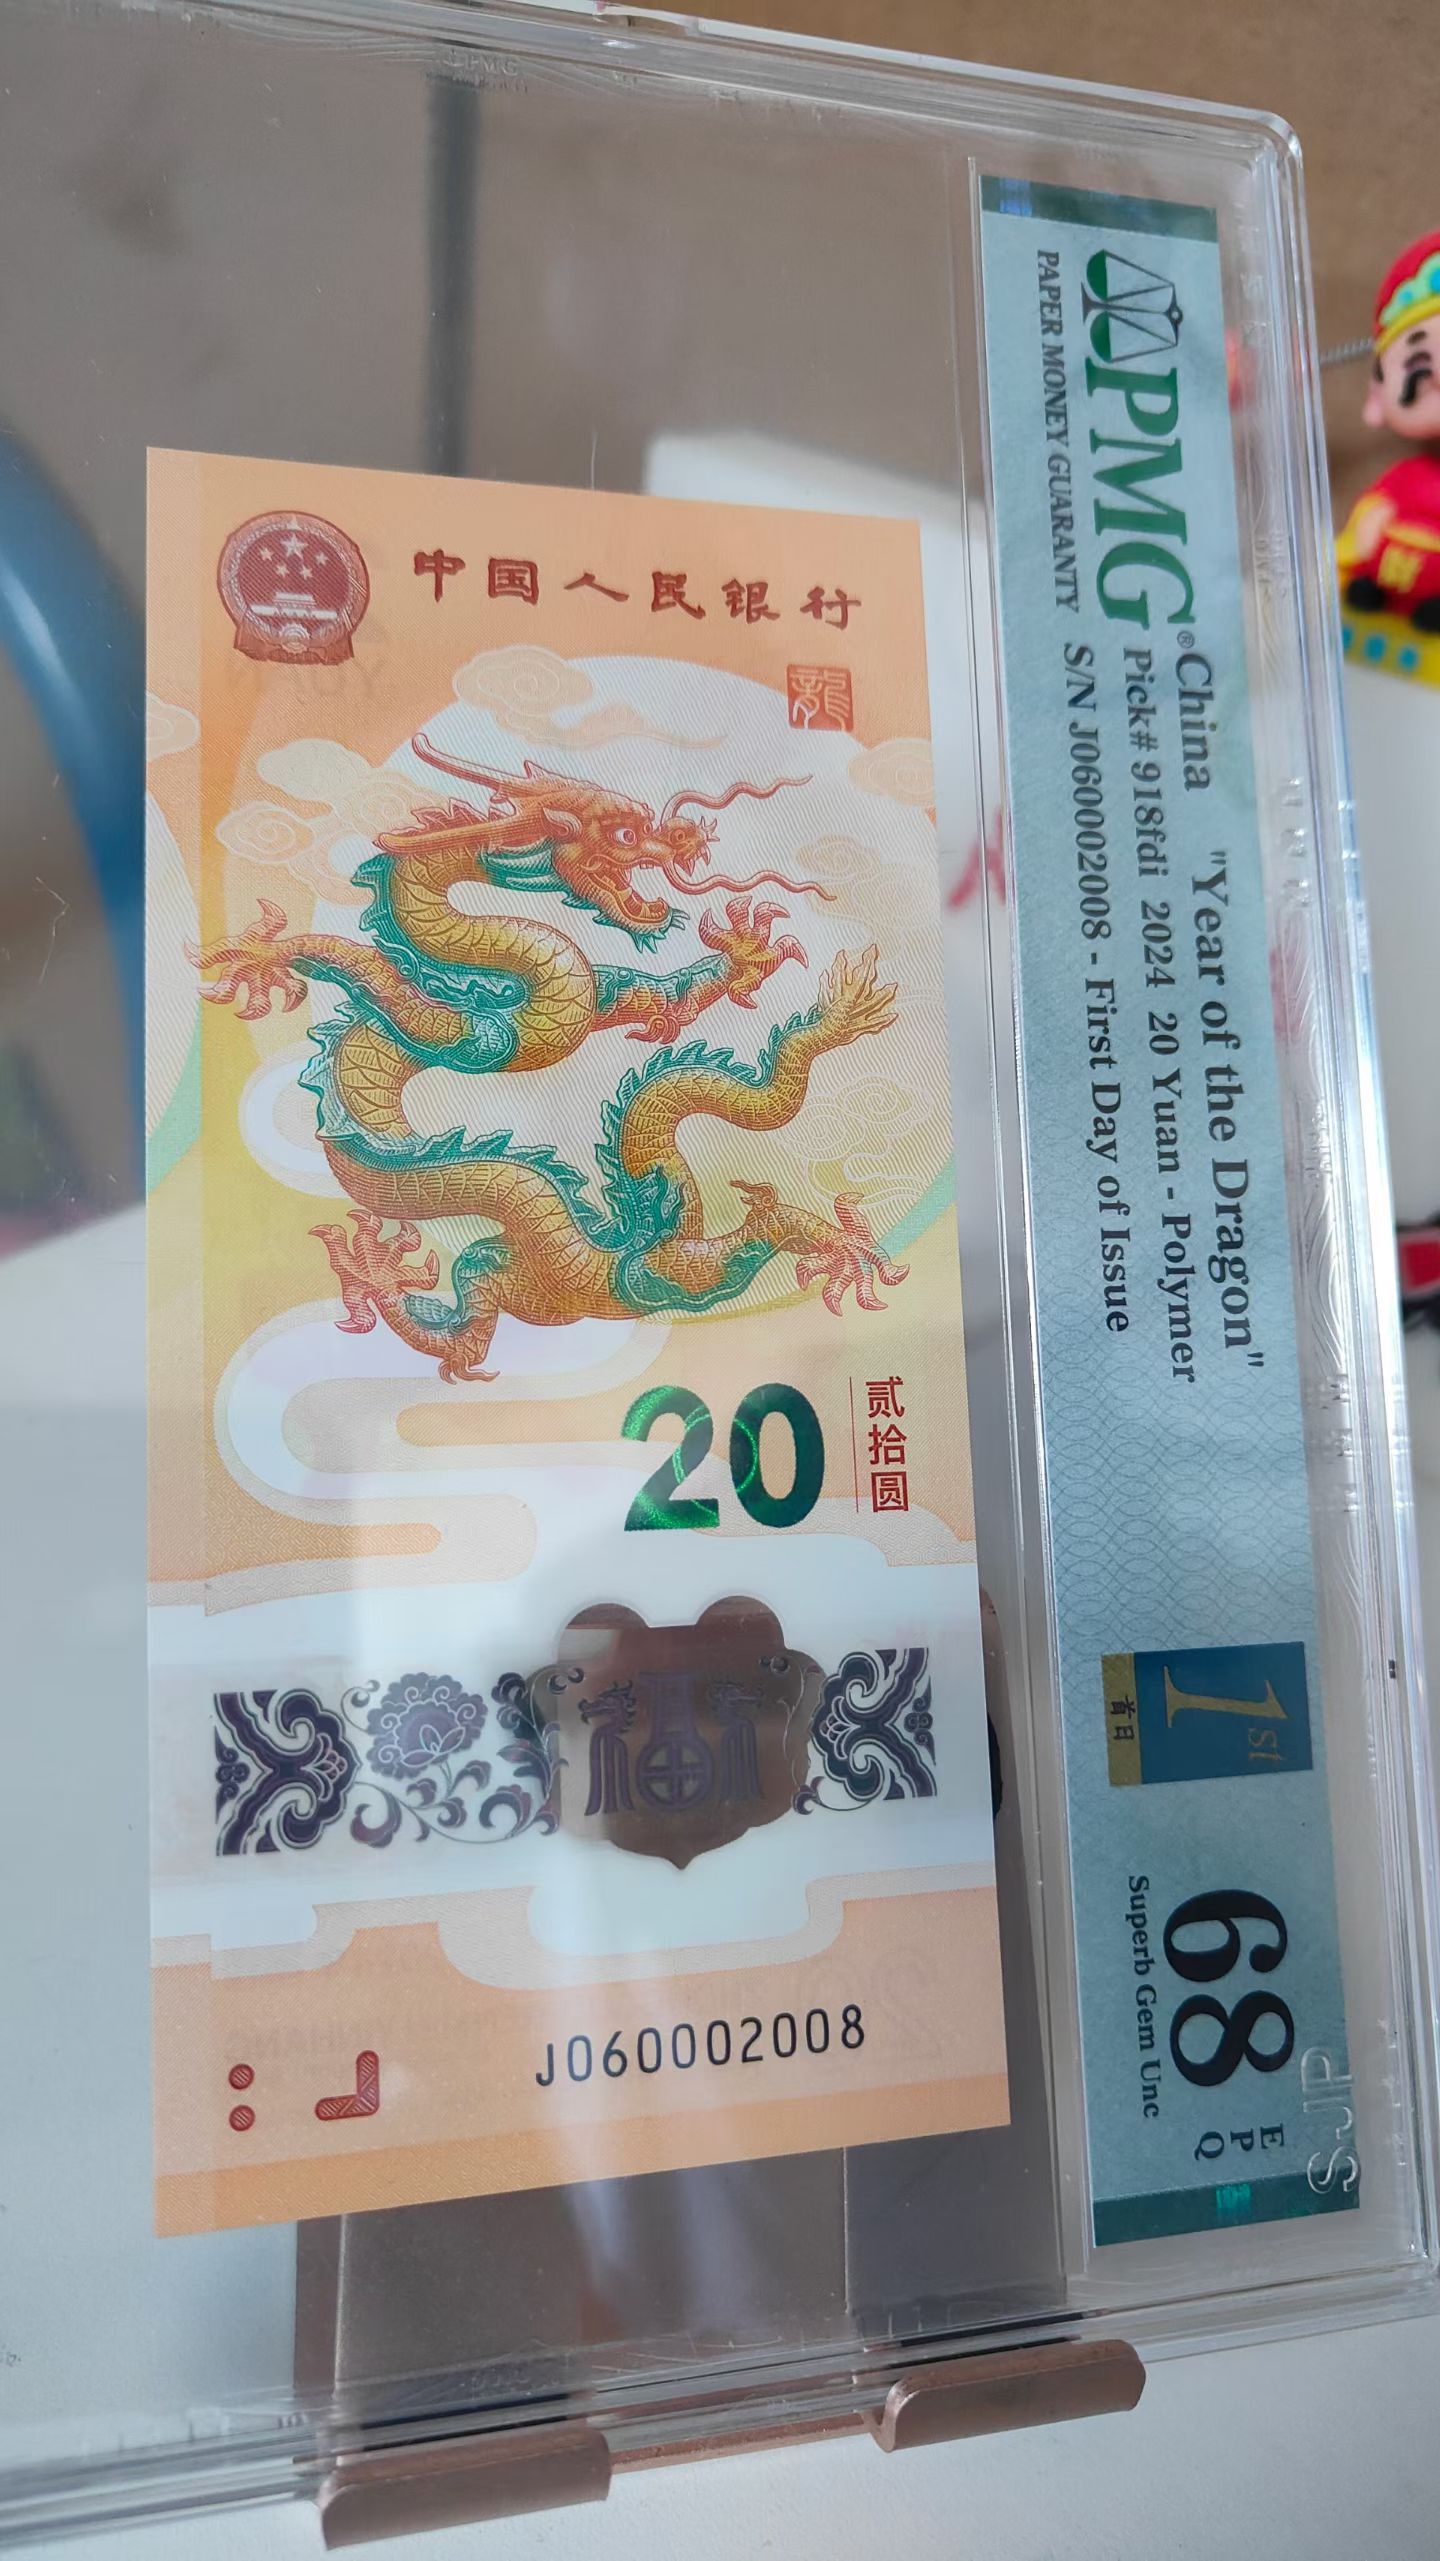 中国人民银行
龍
20
贰拾圆
福
J060002008
PMG®
PAPER MONEY GUARANTY
China "Year of the Dragon"
Pick# 918fdi 2024 20 Yuan - Polymer
S/N J060002008 - First Day of Issue
1st
首日
68 EPQ
Superb Gem Unc
SJP